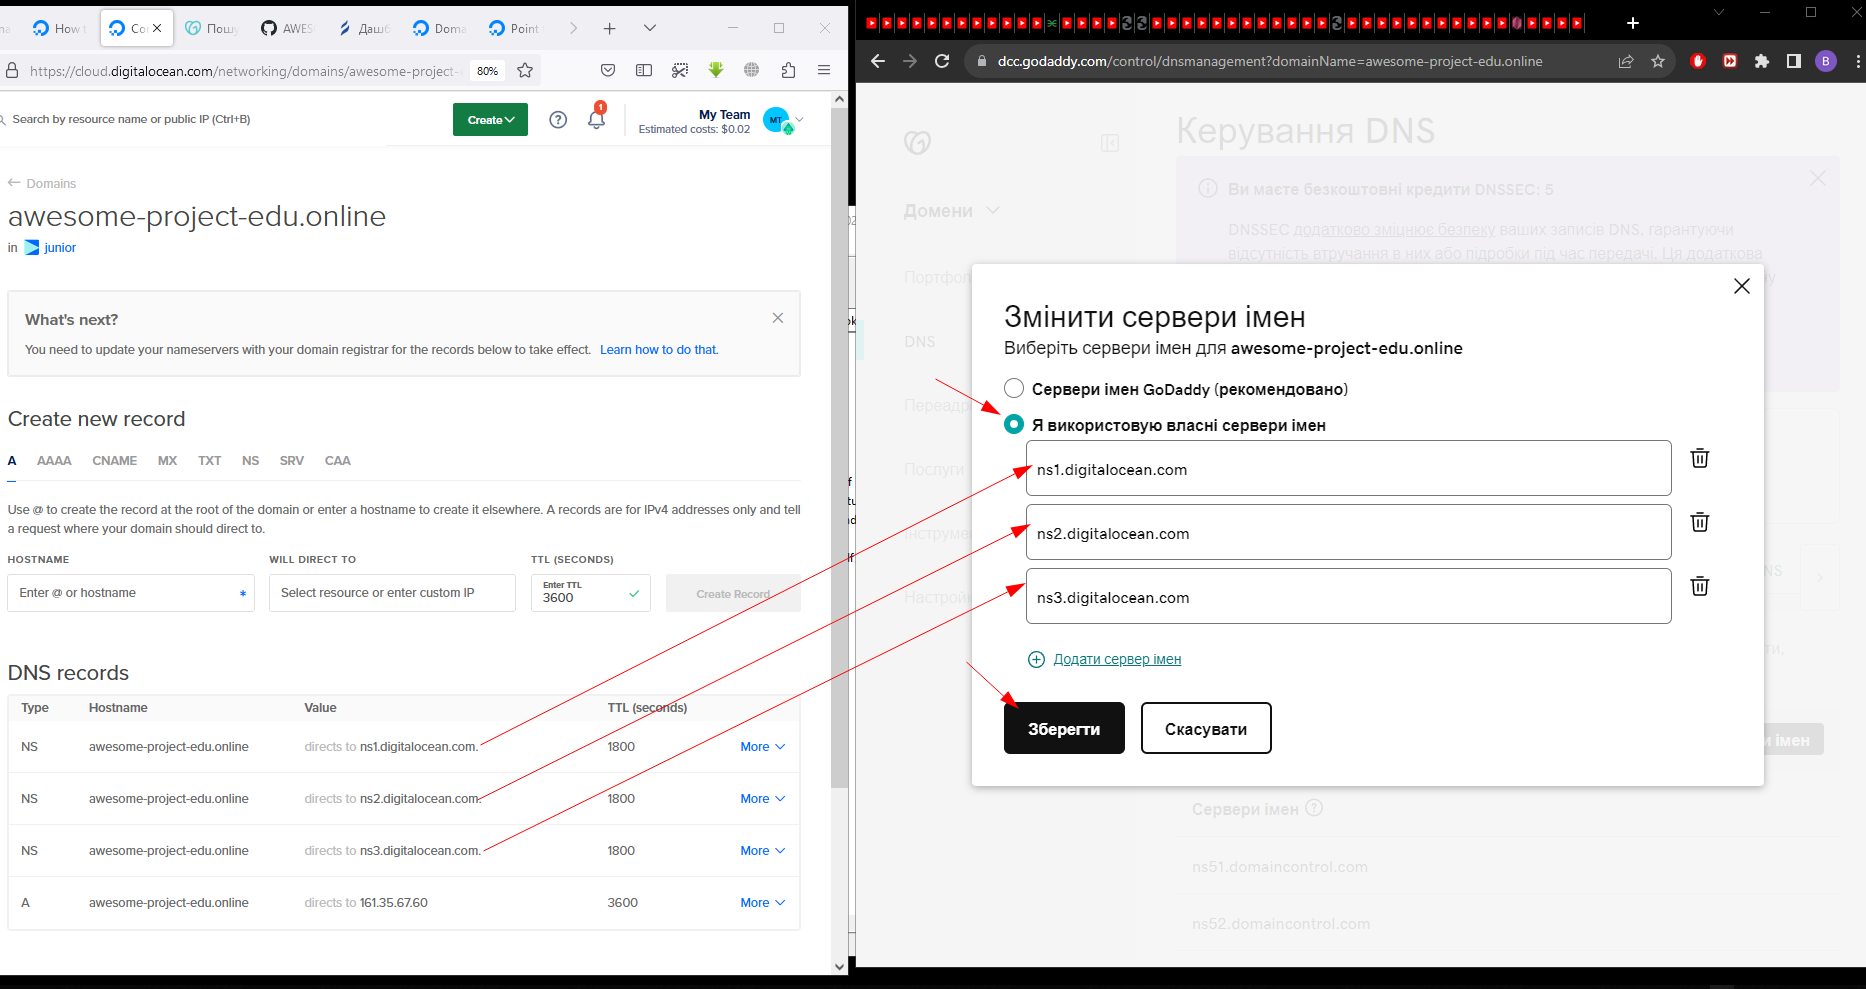 How t
Co
Пошу
AWES
Дашб
Doma
Point
https://cloud.digitalocean.com/networking/domains/awesome-project-
80%
Search by resource name or public IP (Ctrl+B)
Create
1
My Team
Estimated costs: $0.02
MT
← Domains
awesome-project-edu.online
in junior
What's next?
You need to update your nameservers with your domain registrar for the records below to take effect. Learn how to do that.
Create new record
A AAAA CNAME MX TXT NS SRV CAA
Use @ to create the record at the root of the domain or enter a hostname to create it elsewhere. A records are for IPv4 addresses only and tell
a request where your domain should direct to.
HOSTNAME WILL DIRECT TO TTL (SECONDS)
Enter @ or hostname *
Select resource or enter custom IP
Enter TTL
3600
Create Record
DNS records
Type Hostname Value TTL (seconds)
NS awesome-project-edu.online directs to ns1.digitalocean.com. 1800 More
NS awesome-project-edu.online directs to ns2.digitalocean.com. 1800 More
NS awesome-project-edu.online directs to ns3.digitalocean.com. 1800 More
A awesome-project-edu.online directs to 161.35.67.60 3600 More
dcc.godaddy.com/control/dnsmanagement?domainName=awesome-project-edu.online
B
Керування DNS
Ви маєте безкоштовні кредити DNSSEC: 5
DNSSEC додатково зміцнює безпеку ваших записів DNS, гарантуючи
відсутність втручання в них або підробки під час передачі. Ця додаткова
Домени
Портфол
DNS
Переадр
Послуги
Інструме
Настройк
Змінити сервери імен
Виберіть сервери імен для awesome-project-edu.online
Сервери імен GoDaddy (рекомендовано)
Я використовую власні сервери імен
ns1.digitalocean.com
ns2.digitalocean.com
ns3.digitalocean.com
Додати сервер імен
Зберегти
Скасувати
NS
и імен
Сервери імен
ns51.domaincontrol.com
ns52.domaincontrol.com